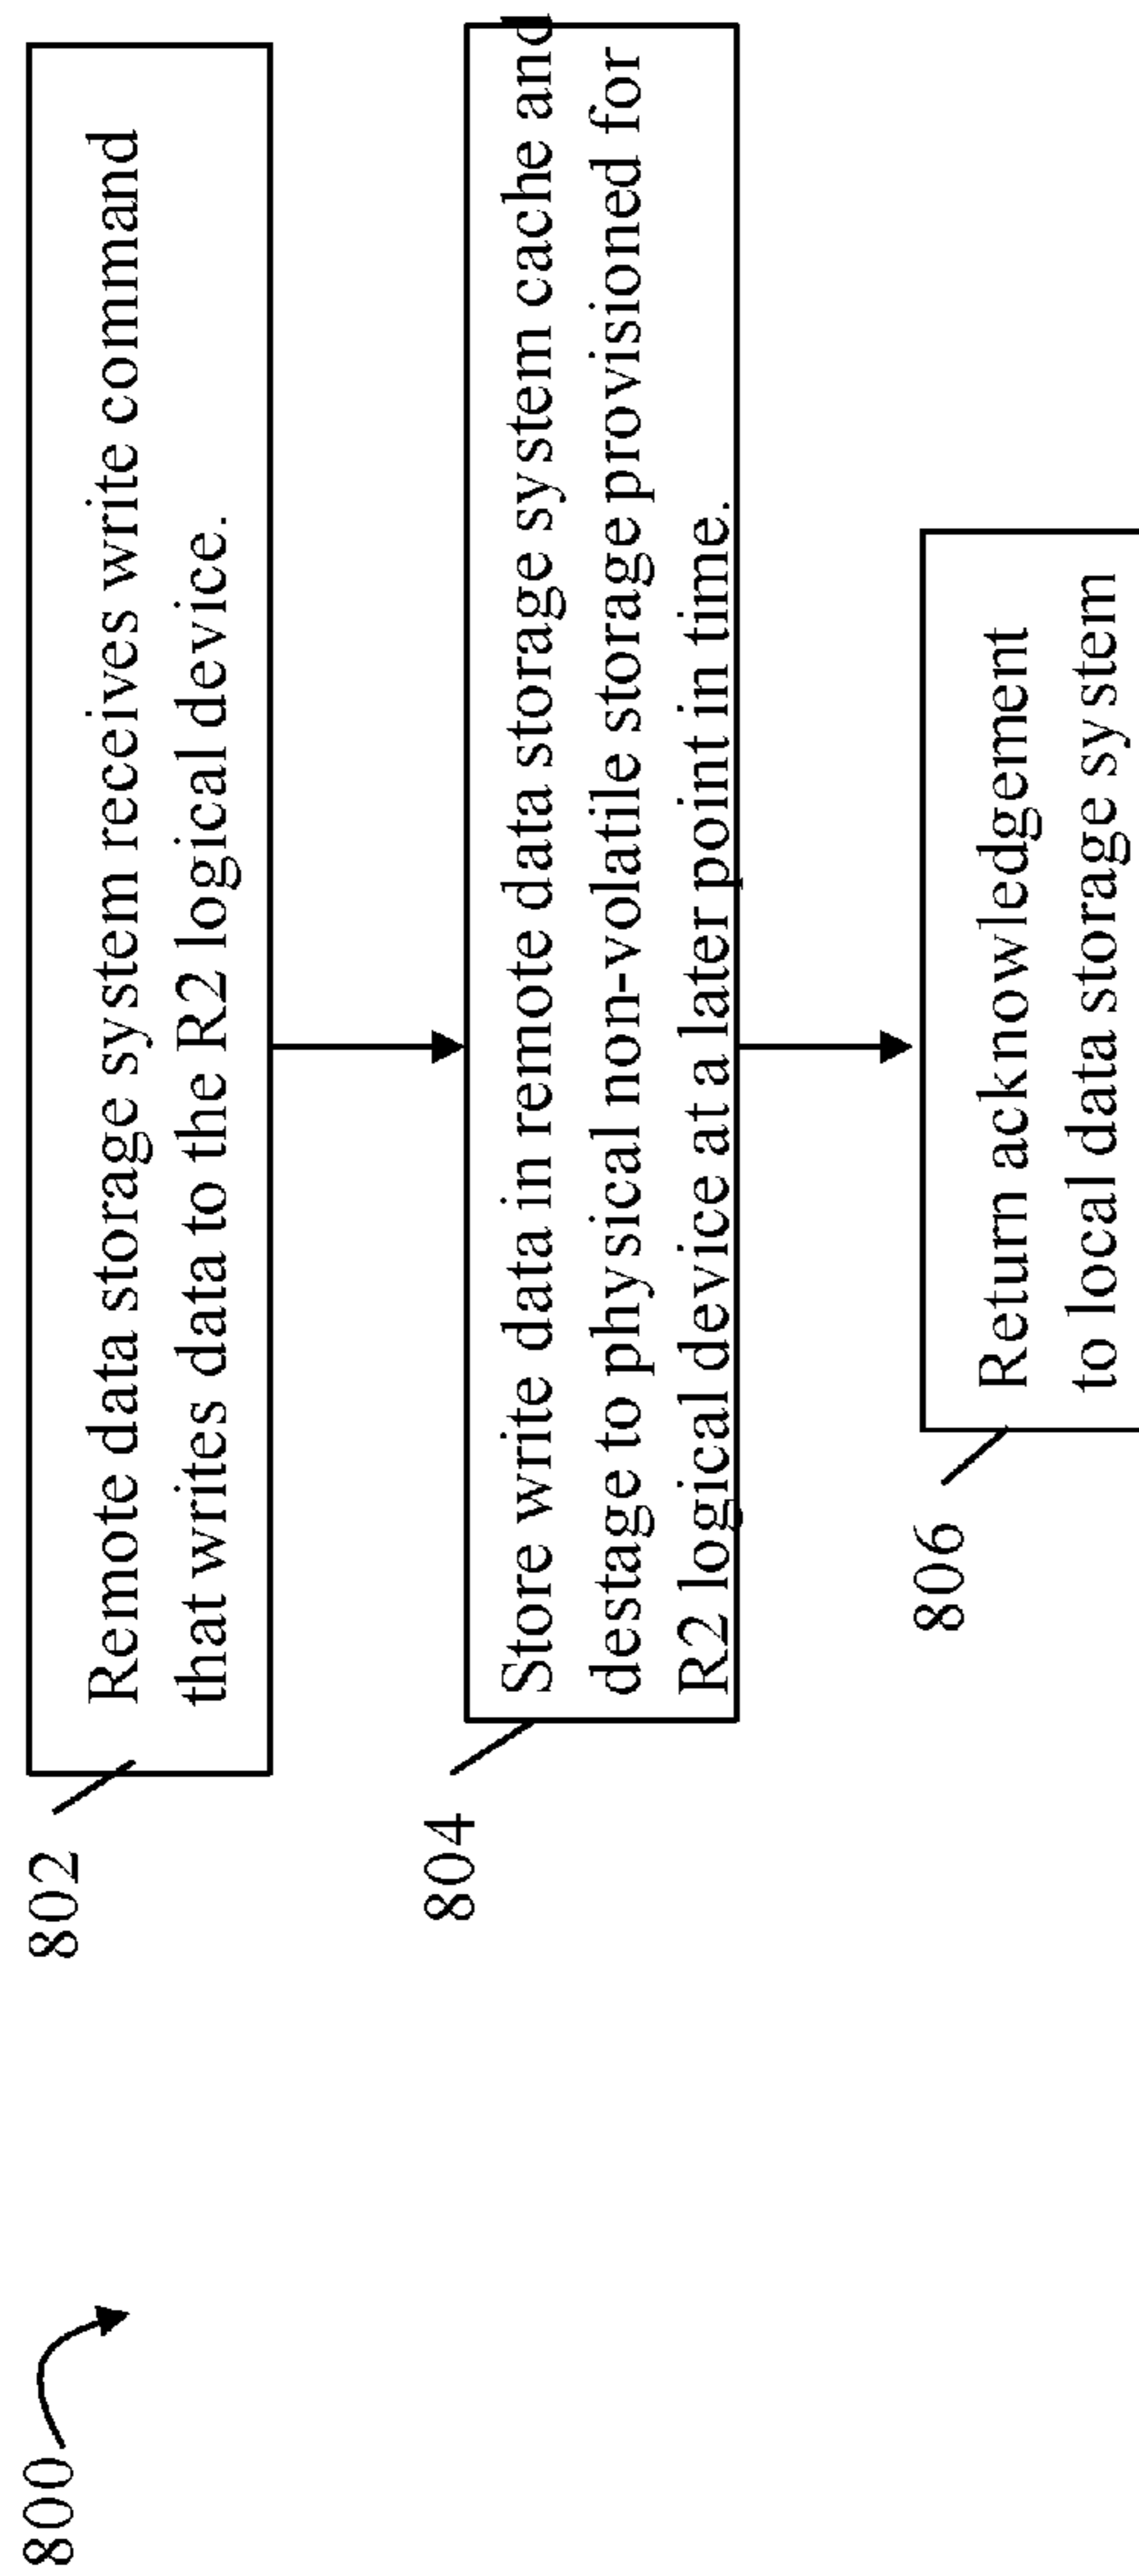 800
802
Remote data storage system receives write command
that writes data to the R2 logical device.
804
Store write data in remote data storage system cache and
destage to physical non-volatile storage provisioned for
R2 logical device at a later point in time.
806
Return acknowledgement
to local data storage system